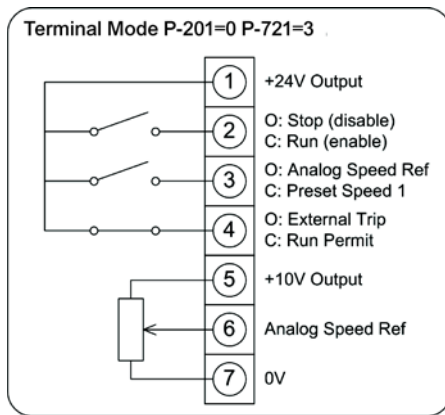 Terminal Mode P-201=0 P-721=3
1 +24V Output
2 O: Stop (disable)
C: Run (enable)
3 O: Analog Speed Ref
C: Preset Speed 1
4 O: External Trip
C: Run Permit
5 +10V Output
6 Analog Speed Ref
7 0V